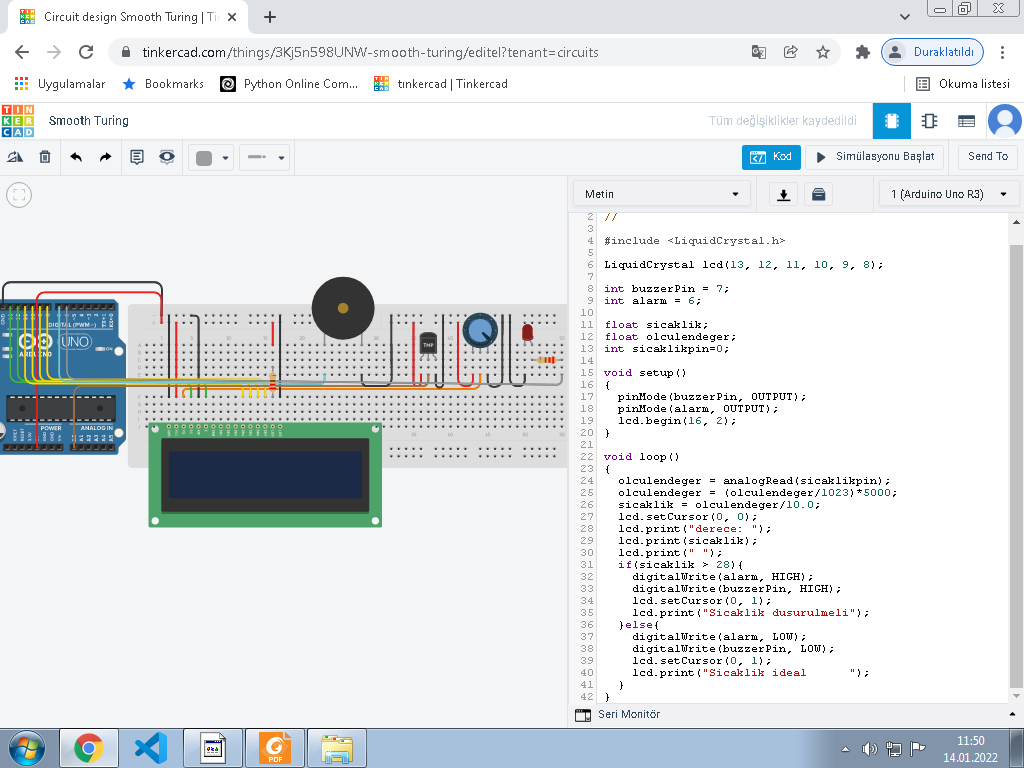 Circuit design Smooth Turing | Ti
tinkercad.com/things/3Kj5n598UNW-smooth-turing/editel?tenant=circuits
Duraklatıldı
Uygulamalar
Bookmarks
Python Online Com...
tınkercad | Tinkercad
Okuma listesi
TIN
KER
CAD
Smooth Turing
Tüm değişiklikler kaydedildi
Kod
Simülasyonu Başlat
Send To
Metin
1 (Arduino Uno R3)
DIGITAL (PWM~)
UNO
ARDUINO
POWER
ANALOG IN
TMP
2 //
3
4 #include <LiquidCrystal.h>
5
6 LiquidCrystal lcd(13, 12, 11, 10, 9, 8);
7
8 int buzzerPin = 7;
9 int alarm = 6;
10
11 float sicaklik;
12 float olculendeger;
13 int sicaklikpin=0;
14
15 void setup()
16 {
17 pinMode(buzzerPin, OUTPUT);
18 pinMode(alarm, OUTPUT);
19 lcd.begin(16, 2);
20 }
21
22 void loop()
23 {
24 olculendeger = analogRead(sicaklikpin);
25 olculendeger = (olculendeger/1023)*5000;
26 sicaklik = olculendeger/10.0;
27 lcd.setCursor(0, 0);
28 lcd.print("derece: ");
29 lcd.print(sicaklik);
30 lcd.print(" ");
31 if(sicaklik > 28){
32 digitalWrite(alarm, HIGH);
33 digitalWrite(buzzerPin, HIGH);
34 lcd.setCursor(0, 1);
35 lcd.print("Sicaklik dusurulmeli");
36 }else{
37 digitalWrite(alarm, LOW);
38 digitalWrite(buzzerPin, LOW);
39 lcd.setCursor(0, 1);
40 lcd.print("Sicaklik ideal      ");
41 }
42 }
Seri Monitör
PDF
11:50
14.01.2022